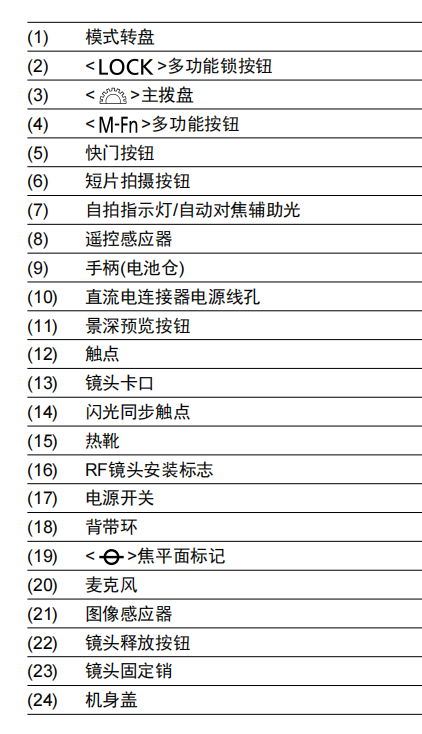 (1) 模式转盘
(2) <LOCK>多功能锁按钮
(3) < >主拨盘
(4) <M-Fn>多功能按钮
(5) 快门按钮
(6) 短片拍摄按钮
(7) 自拍指示灯/自动对焦辅助光
(8) 遥控感应器
(9) 手柄(电池仓)
(10) 直流电连接器电源线孔
(11) 景深预览按钮
(12) 触点
(13) 镜头卡口
(14) 闪光同步触点
(15) 热靴
(16) RF镜头安装标志
(17) 电源开关
(18) 背带环
(19) < >焦平面标记
(20) 麦克风
(21) 图像感应器
(22) 镜头释放按钮
(23) 镜头固定销
(24) 机身盖